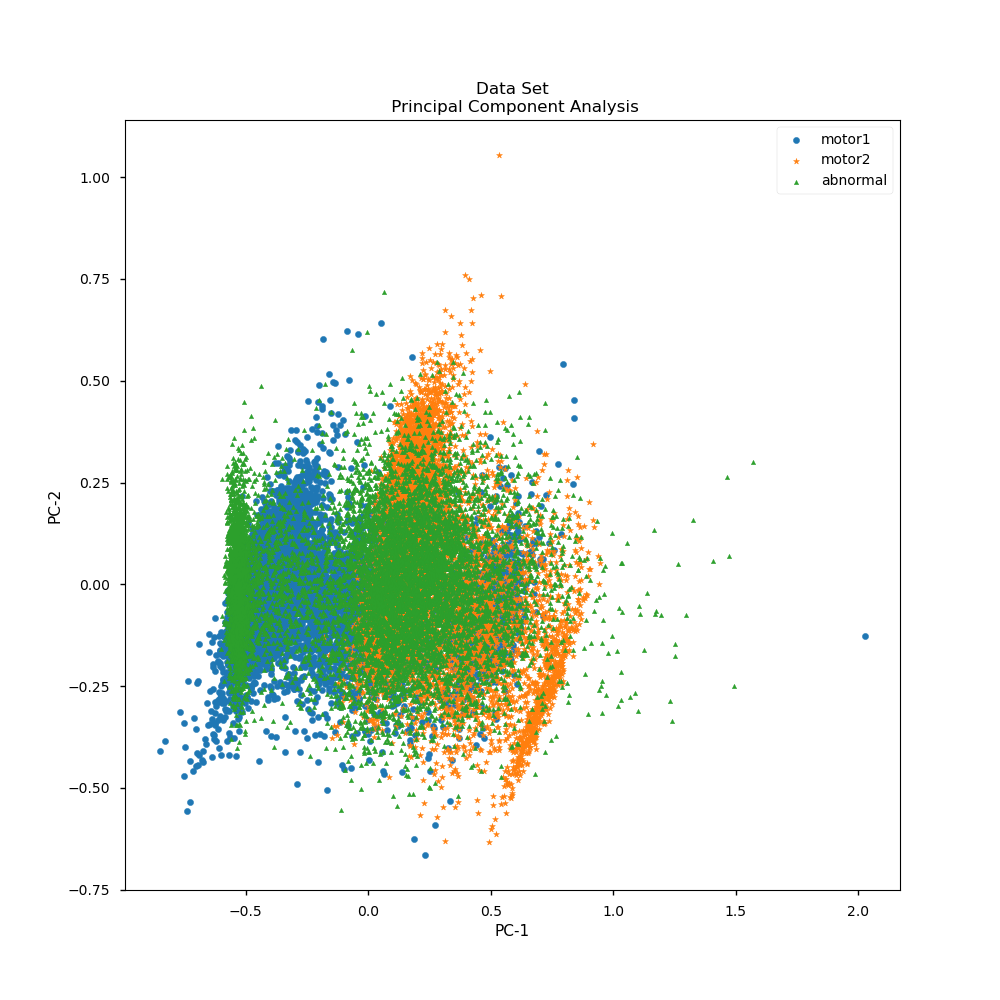 Data Set
Principal Component Analysis
motor1
motor2
abnormal
1.00
0.75
0.50
0.25
0.00
−0.25
−0.50
−0.75
PC-2
−0.5
0.0
0.5
1.0
1.5
2.0
PC-1